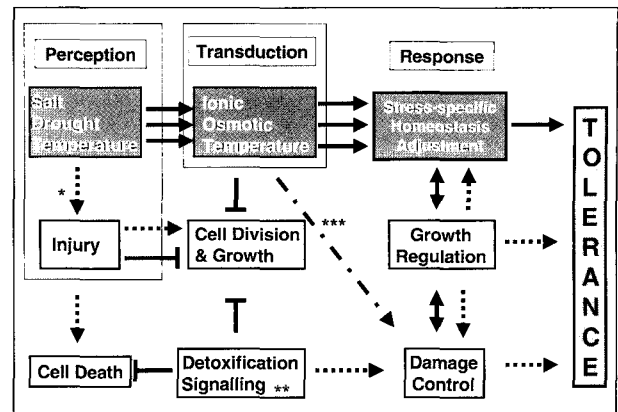 Perception
Transduction
Response
Salt
Drought
Temperature
Ionic
Osmotic
Temperature
Stress-specific
Homeostasis
Adjustment
*
***
Injury
Cell Division
& Growth
Growth
Regulation
Cell Death
Detoxification
Signalling **
Damage
Control
TOLERANCE